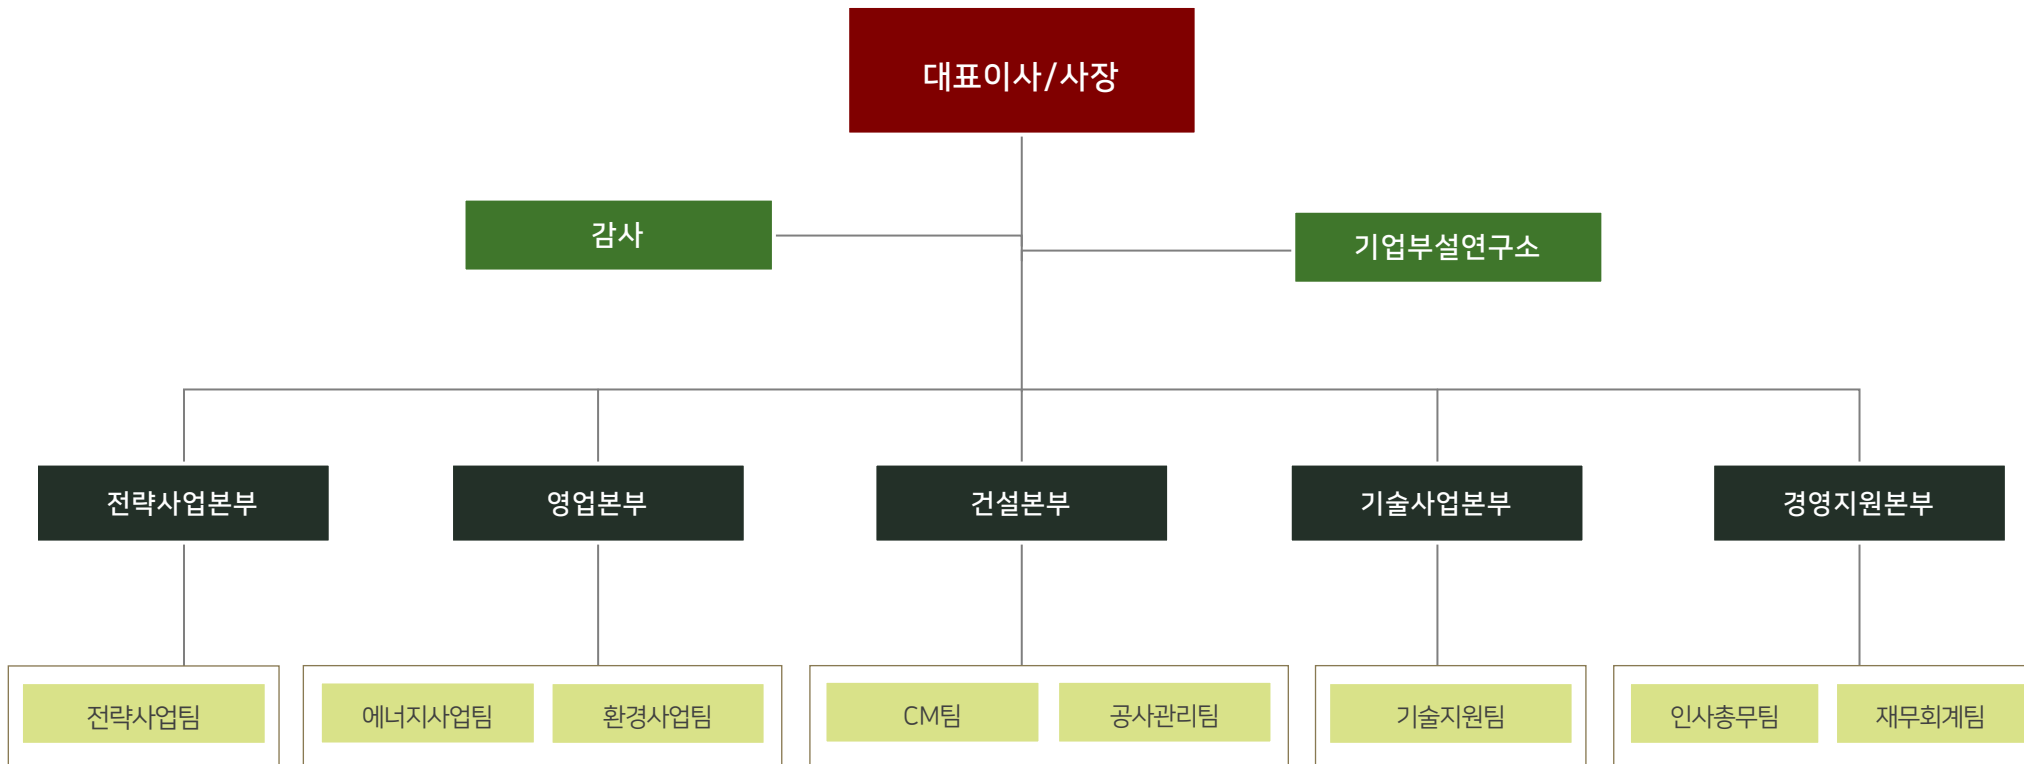 대표이사/사장
감사
기업부설연구소
전략사업본부
영업본부
건설본부
기술사업본부
경영지원본부
전략사업팀
에너지사업팀
환경사업팀
CM팀
공사관리팀
기술지원팀
인사총무팀
재무회계팀